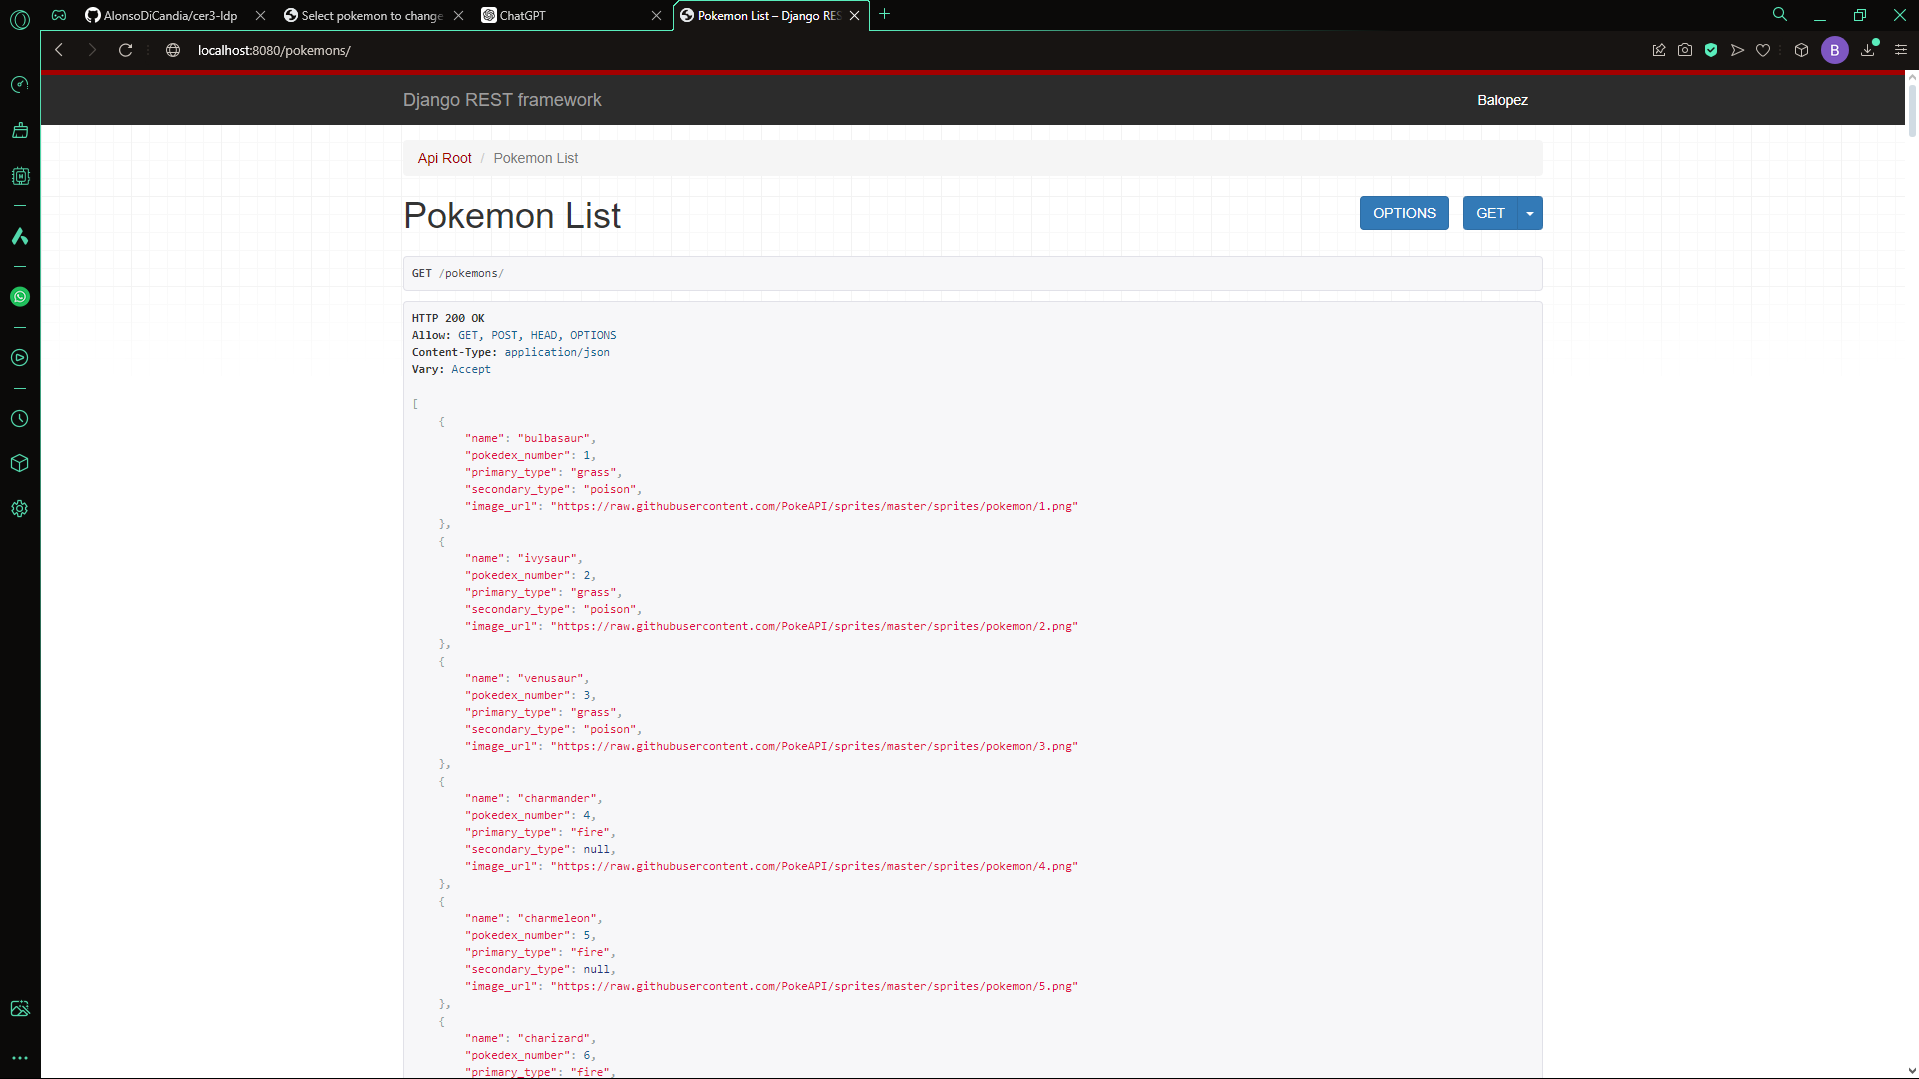 AlonsoDiCandia/cer3-ldp
Select pokemon to change
ChatGPT
Pokemon List – Django RES
localhost:8080/pokemons/
B
Django REST framework
Balopez
Api Root / Pokemon List
Pokemon List
OPTIONS
GET
GET /pokemons/
HTTP 200 OK
Allow: GET, POST, HEAD, OPTIONS
Content-Type: application/json
Vary: Accept
[
{
"name": "bulbasaur",
"pokedex_number": 1,
"primary_type": "grass",
"secondary_type": "poison",
"image_url": "https://raw.githubusercontent.com/PokeAPI/sprites/master/sprites/pokemon/1.png"
},
{
"name": "ivysaur",
"pokedex_number": 2,
"primary_type": "grass",
"secondary_type": "poison",
"image_url": "https://raw.githubusercontent.com/PokeAPI/sprites/master/sprites/pokemon/2.png"
},
{
"name": "venusaur",
"pokedex_number": 3,
"primary_type": "grass",
"secondary_type": "poison",
"image_url": "https://raw.githubusercontent.com/PokeAPI/sprites/master/sprites/pokemon/3.png"
},
{
"name": "charmander",
"pokedex_number": 4,
"primary_type": "fire",
"secondary_type": null,
"image_url": "https://raw.githubusercontent.com/PokeAPI/sprites/master/sprites/pokemon/4.png"
},
{
"name": "charmeleon",
"pokedex_number": 5,
"primary_type": "fire",
"secondary_type": null,
"image_url": "https://raw.githubusercontent.com/PokeAPI/sprites/master/sprites/pokemon/5.png"
},
{
"name": "charizard",
"pokedex_number": 6,
"primary_type": "fire",